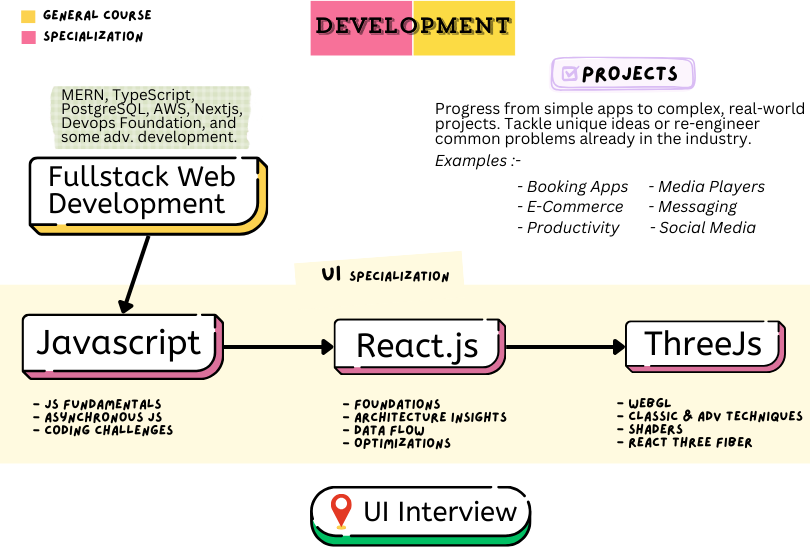 GENERAL COURSE
SPECIALIZATION
DEVELOPMENT
PROJECTS
Progress from simple apps to complex, real-world
projects. Tackle unique ideas or re-engineer
common problems already in the industry.
Examples :-
- Booking Apps
- Media Players
- E-Commerce
- Messaging
- Productivity
- Social Media
MERN, TypeScript,
PostgreSQL, AWS, Nextjs,
Devops Foundation, and
some adv. development.
Fullstack Web
Development
UI SPECIALIZATION
Javascript
- JS FUNDAMENTALS
- ASYNCHRONOUS JS
- CODING CHALLENGES
React.js
- FOUNDATIONS
- ARCHITECTURE INSIGHTS
- DATA FLOW
- OPTIMIZATIONS
ThreeJs
- WEBGL
- CLASSIC & ADV TECHNIQUES
- SHADERS
- REACT THREE FIBER
UI Interview